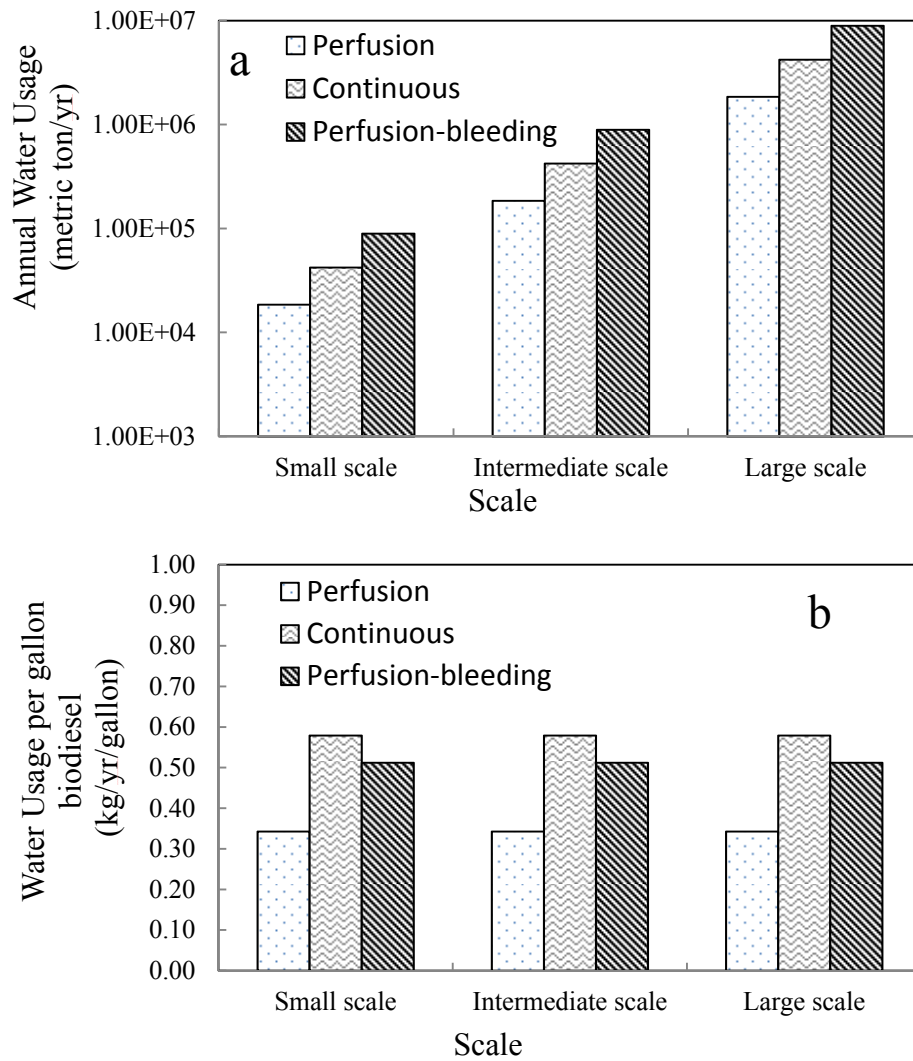 Annual Water Usage
(metric ton/yr)
1.00E+07
1.00E+06
1.00E+05
1.00E+04
1.00E+03
a
Perfusion
Continuous
Perfusion-bleeding
Small scale
Intermediate scale
Large scale
Scale
Water Usage per gallon
biodiesel
(kg/yr/gallon)
1.00
0.90
0.80
0.70
0.60
0.50
0.40
0.30
0.20
0.10
0.00
Perfusion
Continuous
Perfusion-bleeding
b
Small scale
Intermediate scale
Large scale
Scale